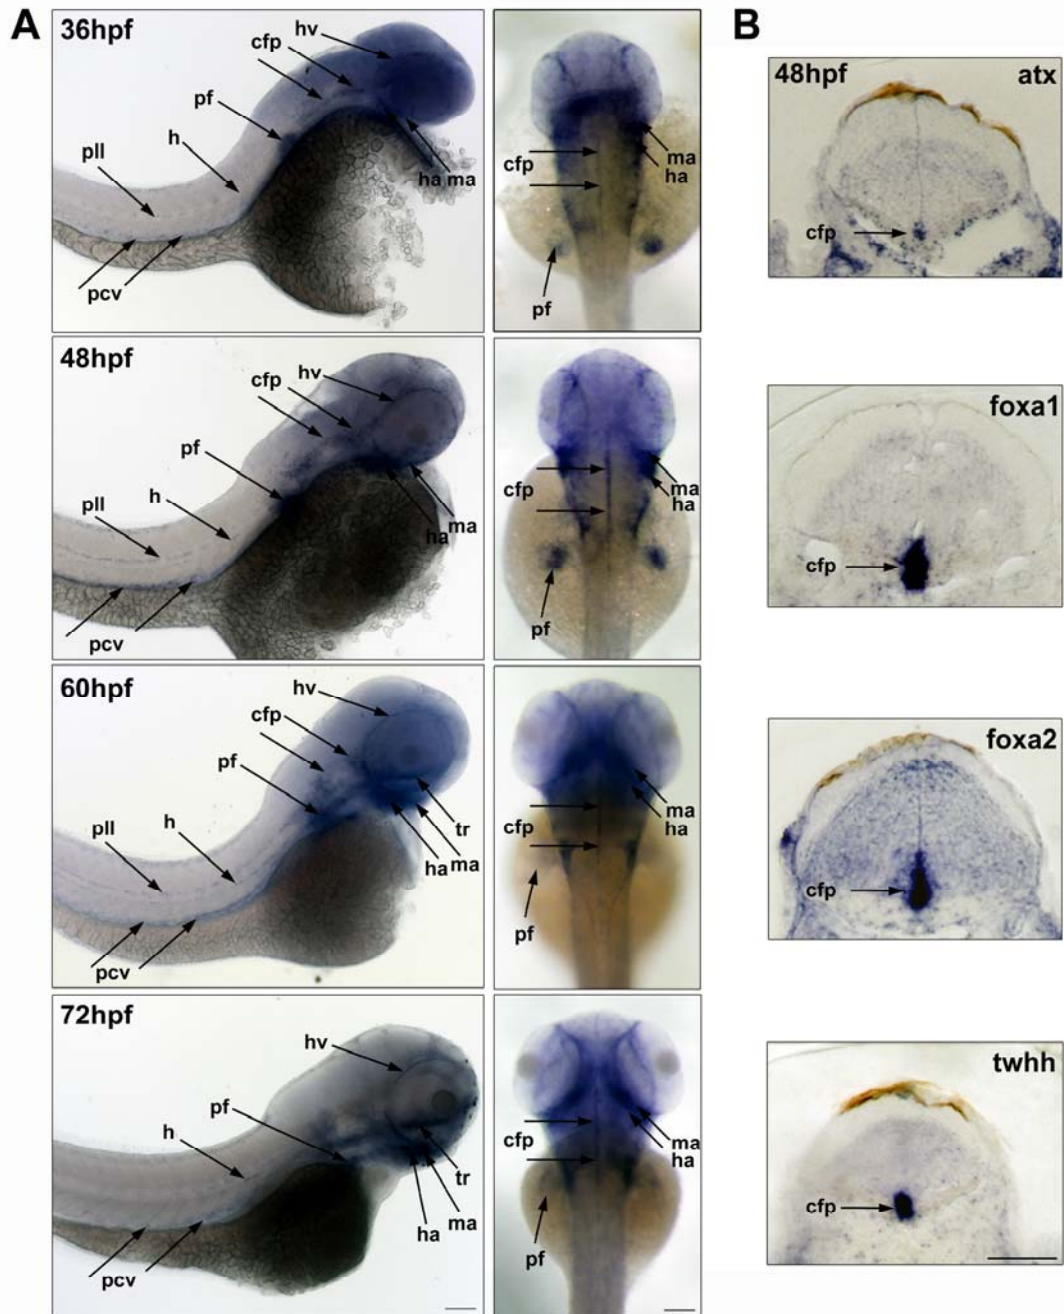 A
B
36hpf
hv
cfp
pf
h
pll
ha ma
pcv
cfp
ma
ha
pf
48hpf
atx
cfp
48hpf
hv
cfp
pf
h
pll
ma
ha
pcv
cfp
ma
ha
pf
foxa1
cfp
60hpf
hv
cfp
pf
h
pll
tr
ma
ha
pcv
cfp
ma
ha
pf
foxa2
cfp
72hpf
hv
pf
h
tr
ma
ha
pcv
cfp
ma
ha
pf
twhh
cfp